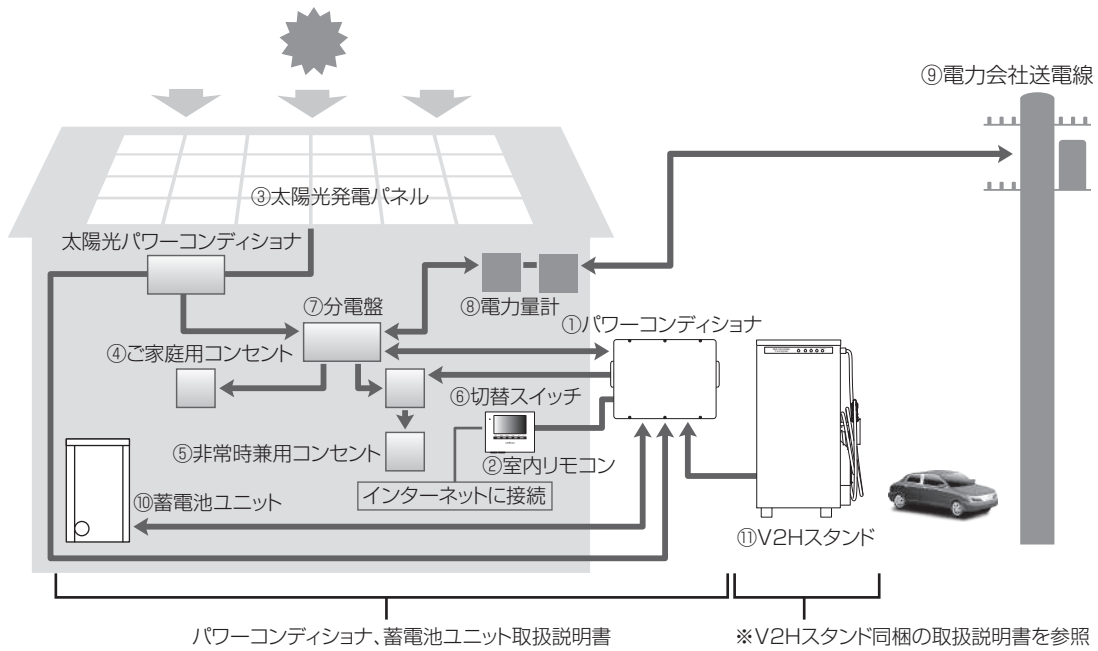 ⑨電力会社送電線
③太陽光発電パネル
太陽光パワーコンディショナ
⑧電力量計
⑦分電盤
①パワーコンディショナ
④ご家庭用コンセント
⑥切替スイッチ
⑤非常時兼用コンセント
②室内リモコン
インターネットに接続
⑩蓄電池ユニット
⑪V2Hスタンド
パワーコンディショナ、蓄電池ユニット取扱説明書
※V2Hスタンド同梱の取扱説明書を参照